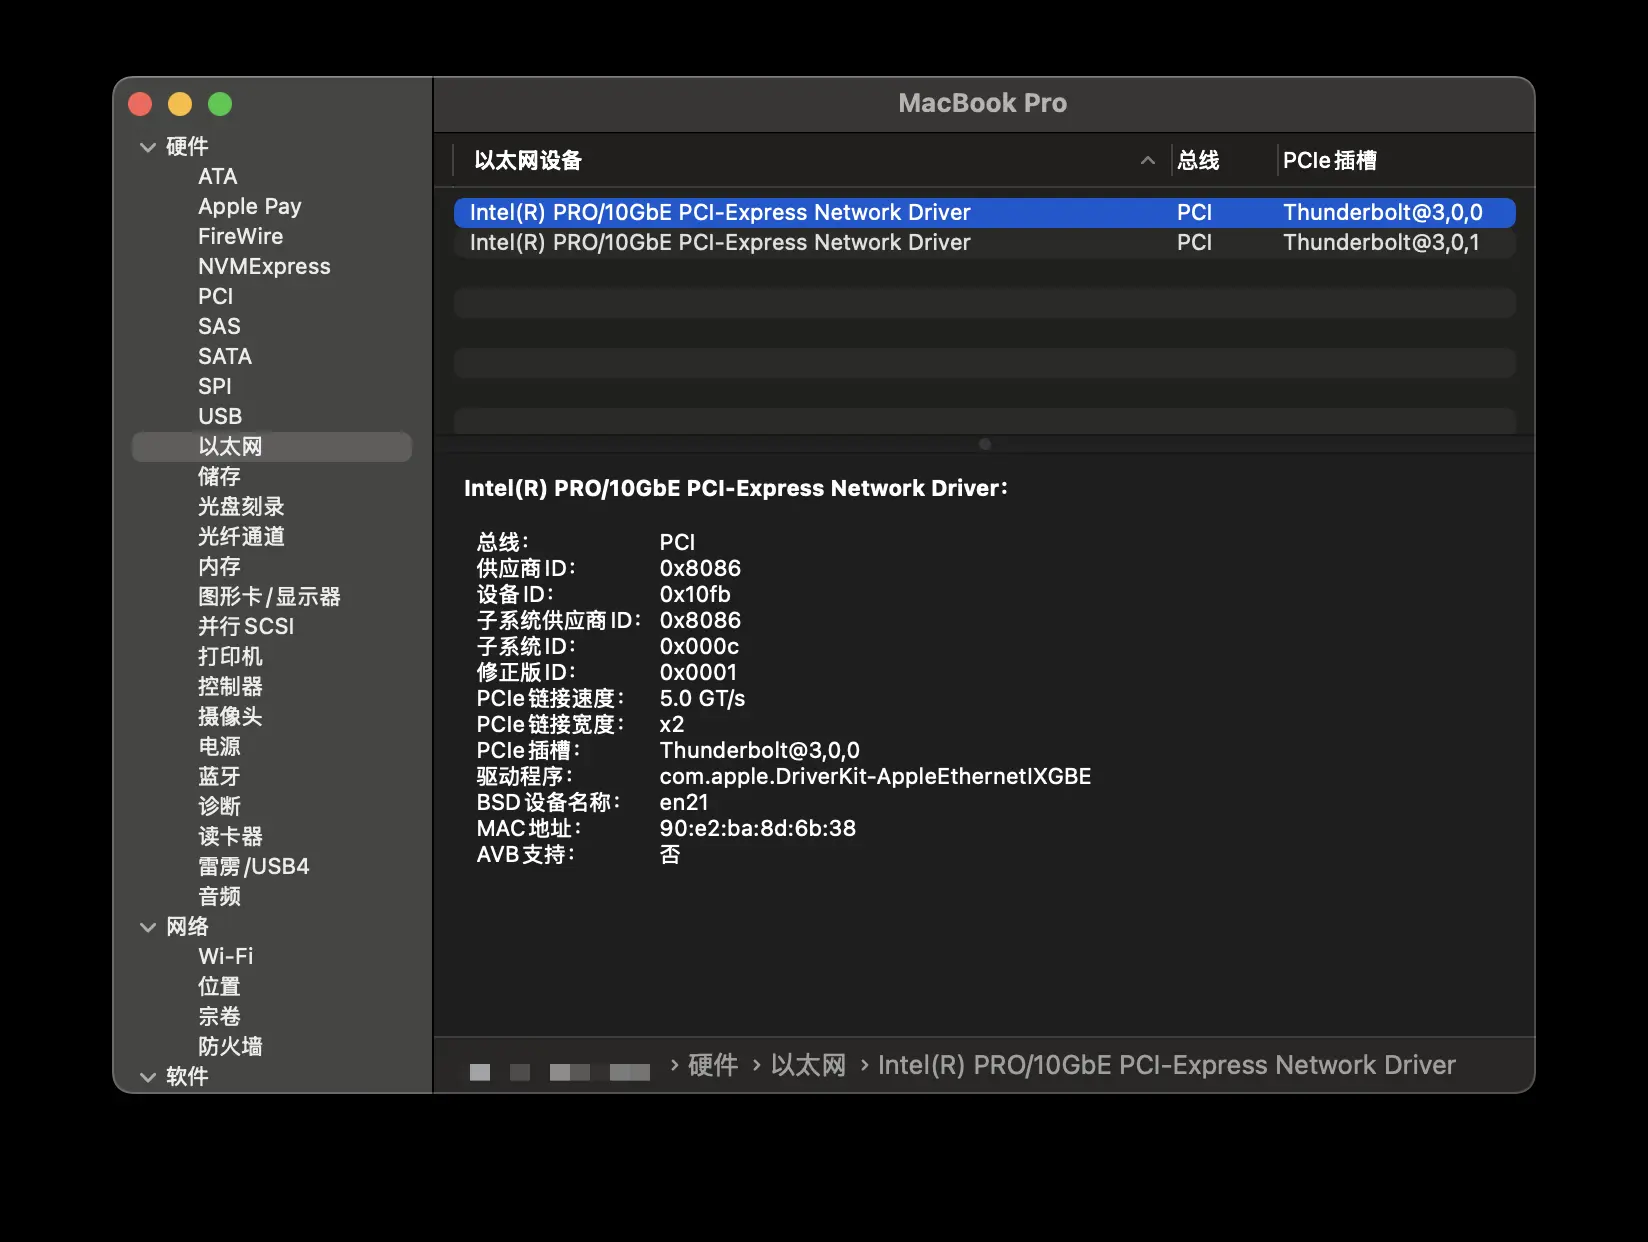 MacBook Pro
硬件
ATA
Apple Pay
FireWire
NVMExpress
PCI
SAS
SATA
SPI
USB
以太网
储存
光盘刻录
光纤通道
内存
图形卡/显示器
并行SCSI
打印机
控制器
摄像头
电源
蓝牙
诊断
读卡器
雷雳/USB4
音频
网络
Wi-Fi
位置
宗卷
防火墙
软件
以太网设备 总线 PCIe插槽
Intel(R) PRO/10GbE PCI-Express Network Driver PCI Thunderbolt@3,0,0
Intel(R) PRO/10GbE PCI-Express Network Driver PCI Thunderbolt@3,0,1
Intel(R) PRO/10GbE PCI-Express Network Driver：
总线： PCI
供应商ID： 0x8086
设备ID： 0x10fb
子系统供应商ID： 0x8086
子系统ID： 0x000c
修正版ID： 0x0001
PCIe链接速度： 5.0 GT/s
PCIe链接宽度： x2
PCIe插槽： Thunderbolt@3,0,0
驱动程序： com.apple.DriverKit-AppleEthernetIXGBE
BSD设备名称： en21
MAC地址： 90:e2:ba:8d:6b:38
AVB支持： 否
› 硬件 › 以太网 › Intel(R) PRO/10GbE PCI-Express Network Driver